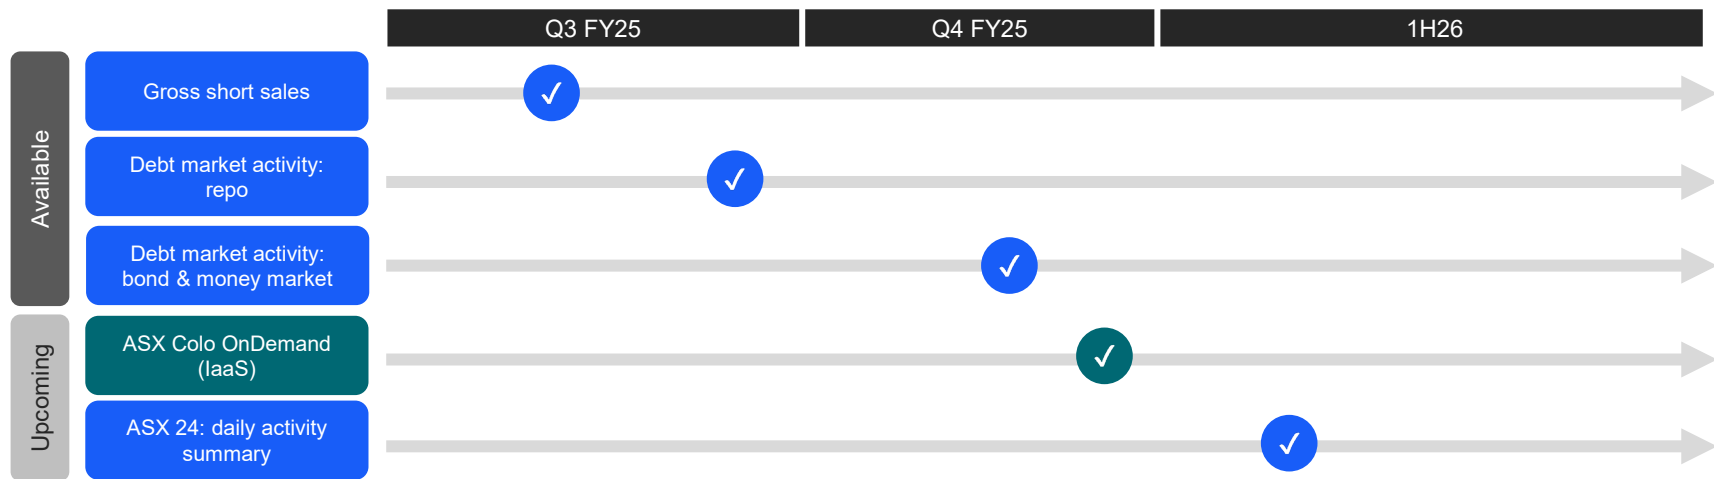 Q3 FY25
Q4 FY25
1H26
Available
Gross short sales
Debt market activity:
repo
Debt market activity:
bond & money market
Upcoming
ASX Colo OnDemand
(IaaS)
ASX 24: daily activity
summary